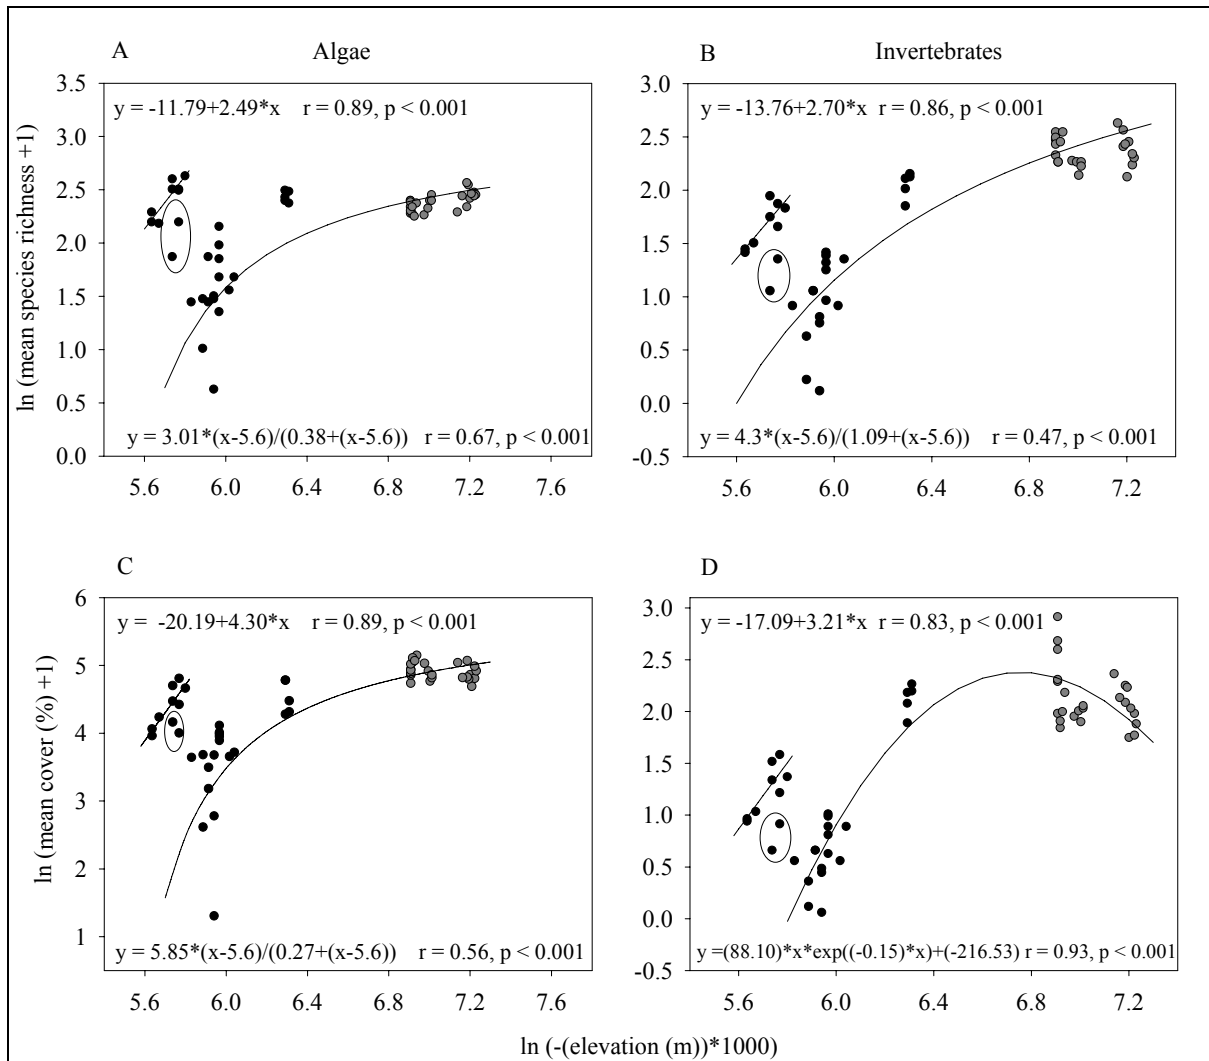 A Algae
ln (mean species richness +1)
3.5
3.0
2.5
2.0
1.5
1.0
0.5
0.0
y = -11.79+2.49*x r = 0.89, p < 0.001
y = 3.01*(x-5.6)/(0.38+(x-5.6)) r = 0.67, p < 0.001
5.6 6.0 6.4 6.8 7.2 7.6
B Invertebrates
3.0
2.5
2.0
1.5
1.0
0.5
0.0
-0.5
y = -13.76+2.70*x r = 0.86, p < 0.001
y = 4.3*(x-5.6)/(1.09+(x-5.6)) r = 0.47, p < 0.001
5.6 6.0 6.4 6.8 7.2
C
ln (mean cover (%) +1)
6
5
4
3
2
1
y = -20.19+4.30*x r = 0.89, p < 0.001
y = 5.85*(x-5.6)/(0.27+(x-5.6)) r = 0.56, p < 0.001
5.6 6.0 6.4 6.8 7.2 7.6
D
3.0
2.5
2.0
1.5
1.0
0.5
0.0
-0.5
y = -17.09+3.21*x r = 0.83, p < 0.001
y =(88.10)*x*exp((-0.15)*x)+(-216.53) r = 0.93, p < 0.001
5.6 6.0 6.4 6.8 7.2
ln (-(elevation (m))*1000)